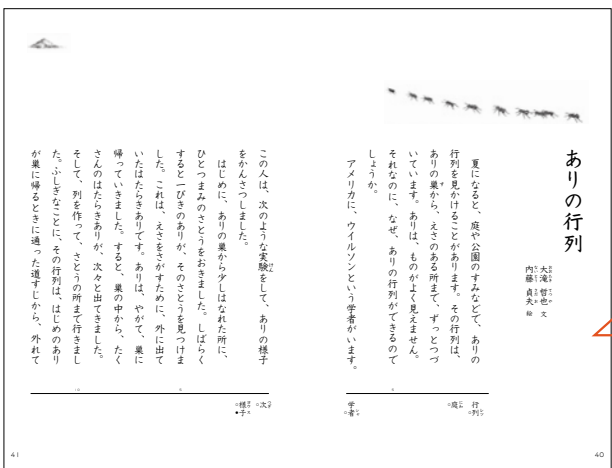 ありの行列
大滝 哲也 文
内藤 貞夫 絵
夏になると、庭や公園のすみなどで、ありの
行列を見かけることがあります。その行列は、
ありの巣から、えさのある所まで、ずっとつづ
いています。ありは、ものがよく見えません。
それなのに、なぜ、ありの行列ができるので
しょうか。
アメリカに、ウイルソンという学者がいます。
行列
庭
学者
40
この人は、次のような実験をして、ありの様子
をかんさつしました。
はじめに、ありの巣から少しはなれた所に、
ひとつまみのさとうをおきました。しばらく
すると、一ぴきのありが、そのさとうを見つけま
した。これは、えさをさがすために、外に出て
いたはたらきありです。ありは、やがて、巣に
帰っていきました。すると、巣の中から、たく
さんのはたらきありが、次々と出てきました。
そして、列を作って、さとうの所まで行きまし
た。ふしぎなことに、その行列は、はじめのあり
が巣に帰るときに通った道すじから、外れて
次
様子
41